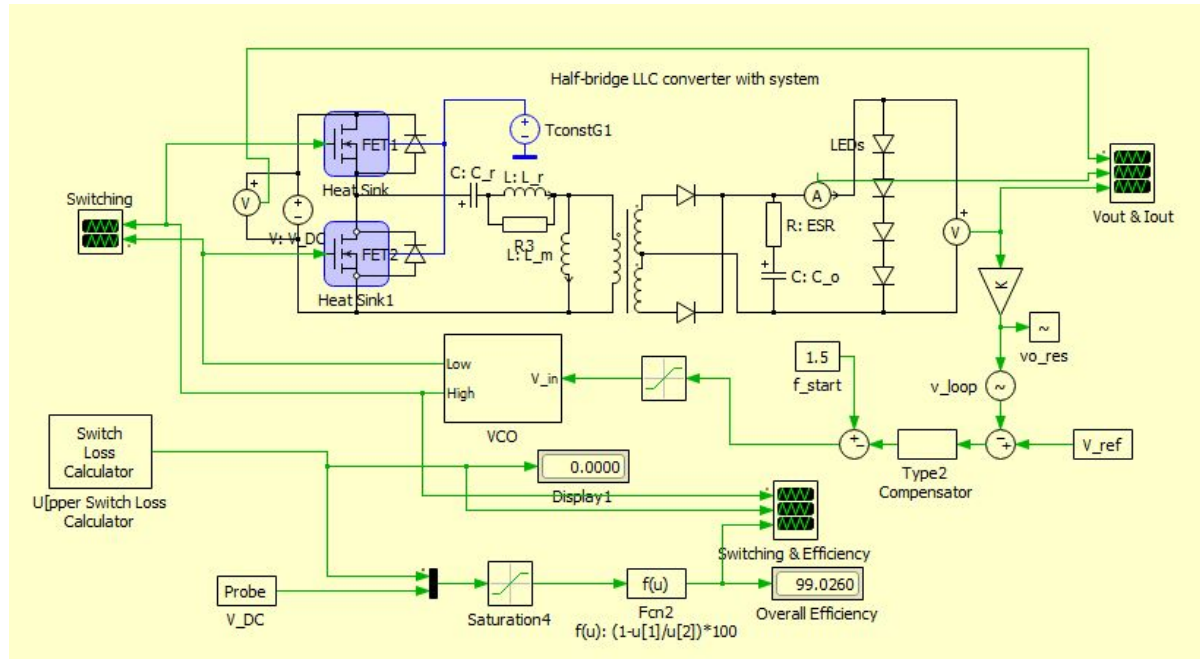 Half-bridge LLC converter with system
FET1
TconstG1
LEDs
C: C_r
L: L_r
Heat Sink
Switching
V
A
V
Vout & Iout
V: V_DC
R3
R: ESR
FET2
L: L_m
C: C_o
Heat Sink1
K
vo_res
1.5
f_start
v_loop
Low
High
V_in
VCO
V_ref
Type2
Compensator
Switch
Loss
Calculator
U[pper Switch Loss
Calculator
0.0000
Display1
Switching & Efficiency
Probe
V_DC
Saturation4
f(u)
Fcn2
f(u): (1-u[1]/u[2])*100
99.0260
Overall Efficiency